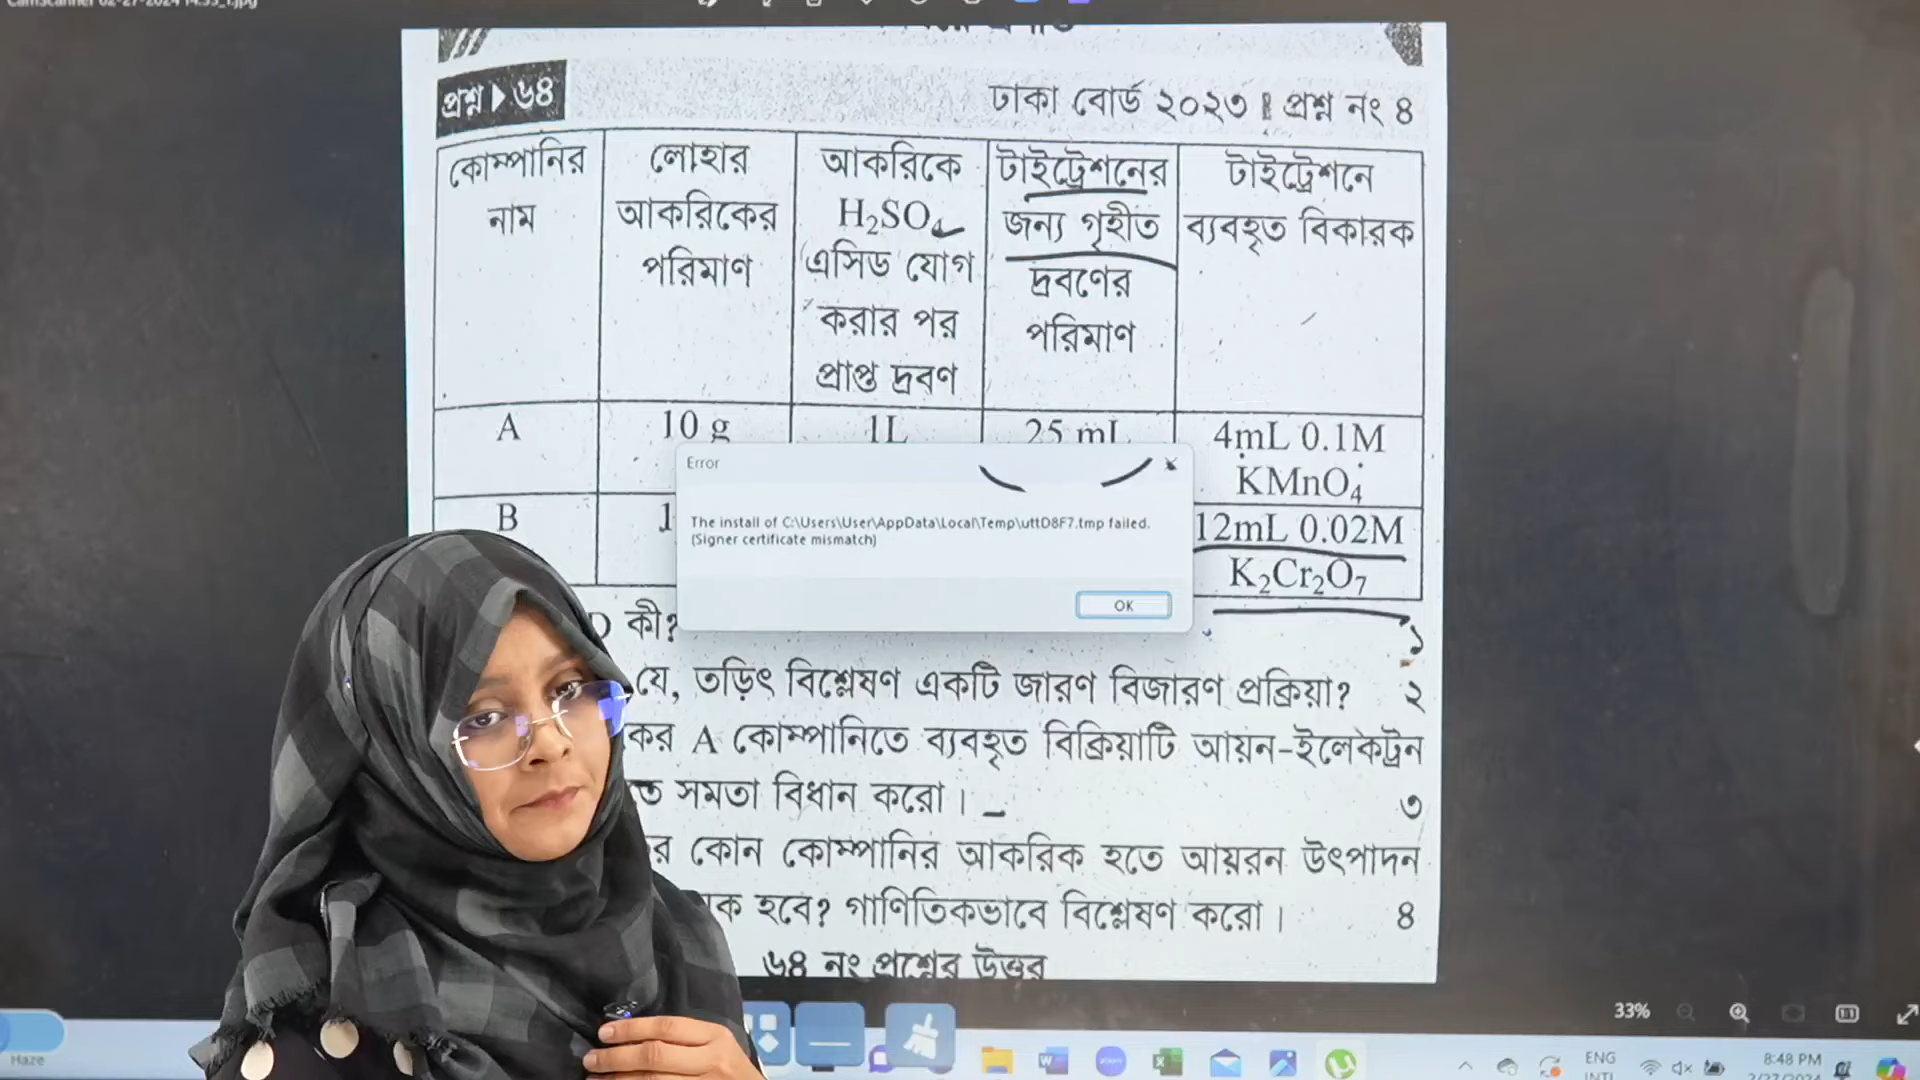 প্রশ্ন ▶ ৬৪
ঢাকা বোর্ড ২০২৩ । প্রশ্ন নং ৪
কোম্পানির নাম
লোহার আকরিকের পরিমাণ
আকরিকে H₂SO₄ এসিড যোগ করার পর প্রাপ্ত দ্রবণ
টাইট্রেশনের জন্য গৃহীত দ্রবণের পরিমাণ
টাইট্রেশনে ব্যবহৃত বিকারক
A
10 g
1L
25 mL
4mL 0.1M
KMnO₄
B
12mL 0.02M
K₂Cr₂O₇
Error
The install of C:\Users\User\AppData\Local\Temp\uttD8F7.tmp failed.
(Signer certificate mismatch)
OK
কী? ১
যে, তড়িৎ বিশ্লেষণ একটি জারণ বিজারণ প্রক্রিয়া? ২
A কোম্পানিতে ব্যবহৃত বিক্রিয়াটি আয়ন-ইলেকট্রন
সমতা বিধান করো। ৩
কোন কোম্পানির আকরিক হতে আয়রন উৎপাদন
হবে? গাণিতিকভাবে বিশ্লেষণ করো। ৪
৬৪ নং প্রশ্নের উত্তর
33%
Haze
ENG
8:48 PM